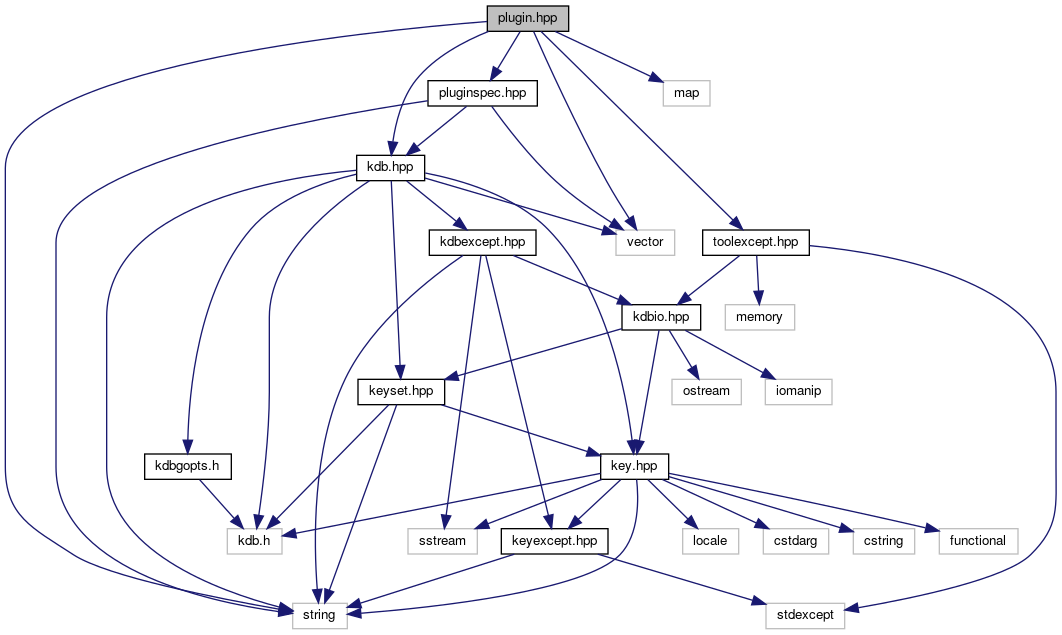 plugin.hpp
pluginspec.hpp
map
kdb.hpp
kdbexcept.hpp
vector
toolexcept.hpp
kdbio.hpp
memory
keyset.hpp
ostream
iomanip
kdbgopts.h
key.hpp
kdb.h
sstream
keyexcept.hpp
locale
cstdarg
cstring
functional
string
stdexcept